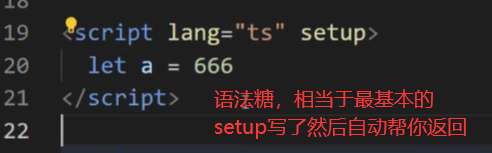 19 <script lang="ts" setup>
20 let a = 666
21 </script> 语法糖，相当于最基本的
22 setup写了然后自动帮你返回